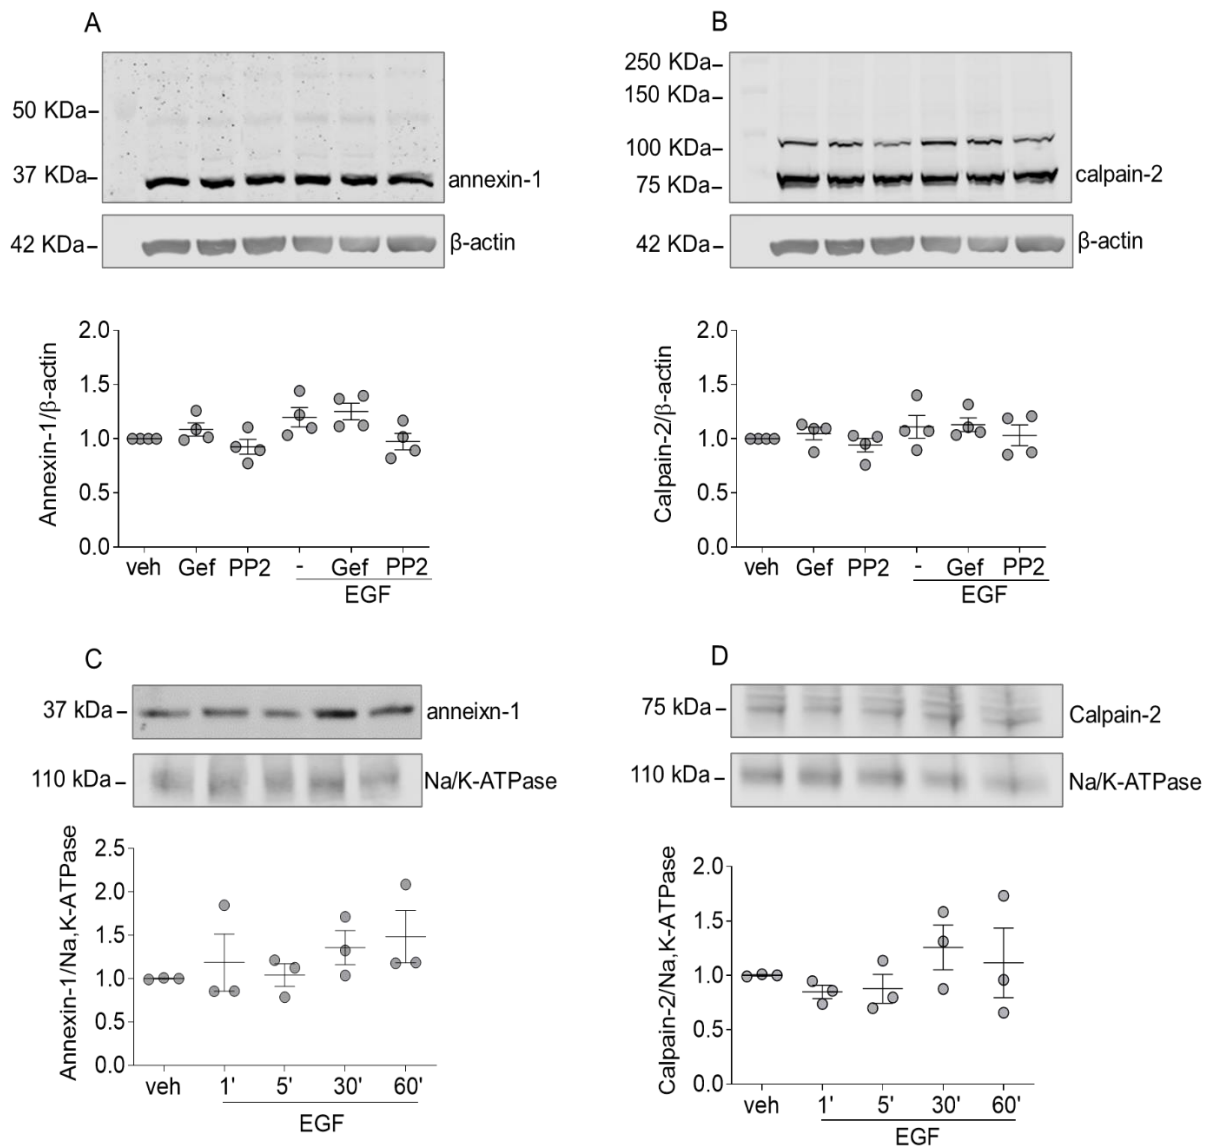 A
50 KDa
37 KDa
annexin-1
42 KDa
β-actin
Annexin-1/β-actin
2.0
1.5
1.0
0.5
0.0
veh Gef PP2 - Gef PP2
EGF
B
250 KDa
150 KDa
100 KDa
75 KDa
calpain-2
42 KDa
β-actin
Calpain-2/β-actin
2.0
1.5
1.0
0.5
0.0
veh Gef PP2 - Gef PP2
EGF
C
37 kDa
anneixn-1
110 kDa
Na/K-ATPase
Annexin-1/Na,K-ATPase
2.5
2.0
1.5
1.0
0.5
0.0
veh 1' 5' 30' 60'
EGF
D
75 kDa
Calpain-2
110 kDa
Na/K-ATPase
Calpain-2/Na,K-ATPase
2.0
1.5
1.0
0.5
0.0
veh 1' 5' 30' 60'
EGF